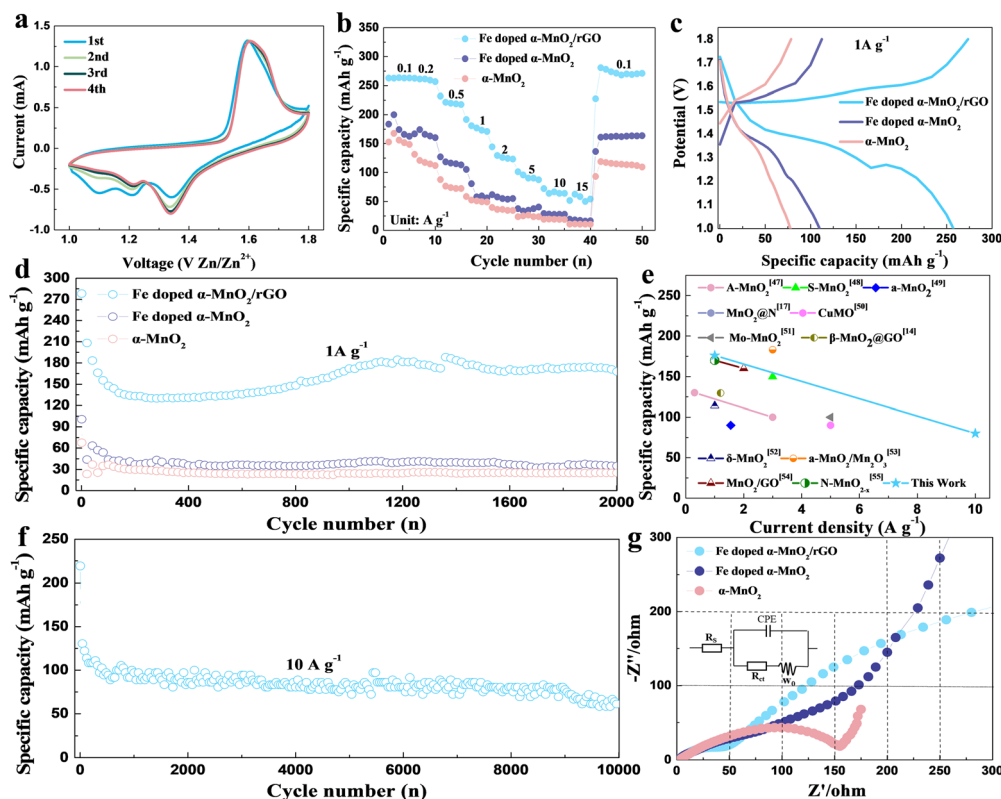 a
Current (mA)
1.5
1.0
0.5
0.0
-0.5
-1.0
1st
2nd
3rd
4th
1.0 1.2 1.4 1.6 1.8
Voltage (V Zn/Zn²⁺)
b
Specific capacity (mAh g⁻¹)
350
300
250
200
150
100
50
0
Fe doped α-MnO₂/rGO
Fe doped α-MnO₂
α-MnO₂
0.1 0.2 0.5 1 2 5 10 15 0.1
Unit: A g⁻¹
0 10 20 30 40 50
Cycle number (n)
c
Potential (V)
1.8
1.7
1.6
1.5
1.4
1.3
1.2
1.1
1.0
1A g⁻¹
Fe doped α-MnO₂/rGO
Fe doped α-MnO₂
α-MnO₂
0 50 100 150 200 250 300
Specific capacity (mAh g⁻¹)
d
Specific capacity (mAh g⁻¹)
300
270
240
210
180
150
120
90
60
30
0
Fe doped α-MnO₂/rGO
Fe doped α-MnO₂
α-MnO₂
1A g⁻¹
0 400 800 1200 1600 2000
Cycle number (n)
e
Specific capacity (mAh g⁻¹)
250
200
150
100
50
0
A-MnO₂[47] S-MnO₂[48] a-MnO₂[49]
MnO₂@N[17] CuMO[50]
Mo-MnO₂[51] β-MnO₂@GO[14]
δ-MnO₂[52] a-MnO₂/Mn₂O₃[53]
MnO₂/GO[54] N-MnO₂₋ₓ[55] This Work
0 2 4 6 8 10
Current density (A g⁻¹)
f
Specific capacity (mAh g⁻¹)
250
200
150
100
50
0
10 A g⁻¹
0 2000 4000 6000 8000 10000
Cycle number (n)
g
-Z''/ohm
300
200
100
0
Fe doped α-MnO₂/rGO
Fe doped α-MnO₂
α-MnO₂
CPE
Rₛ
R_ct W₀
0 50 100 150 200 250 300
Z'/ohm